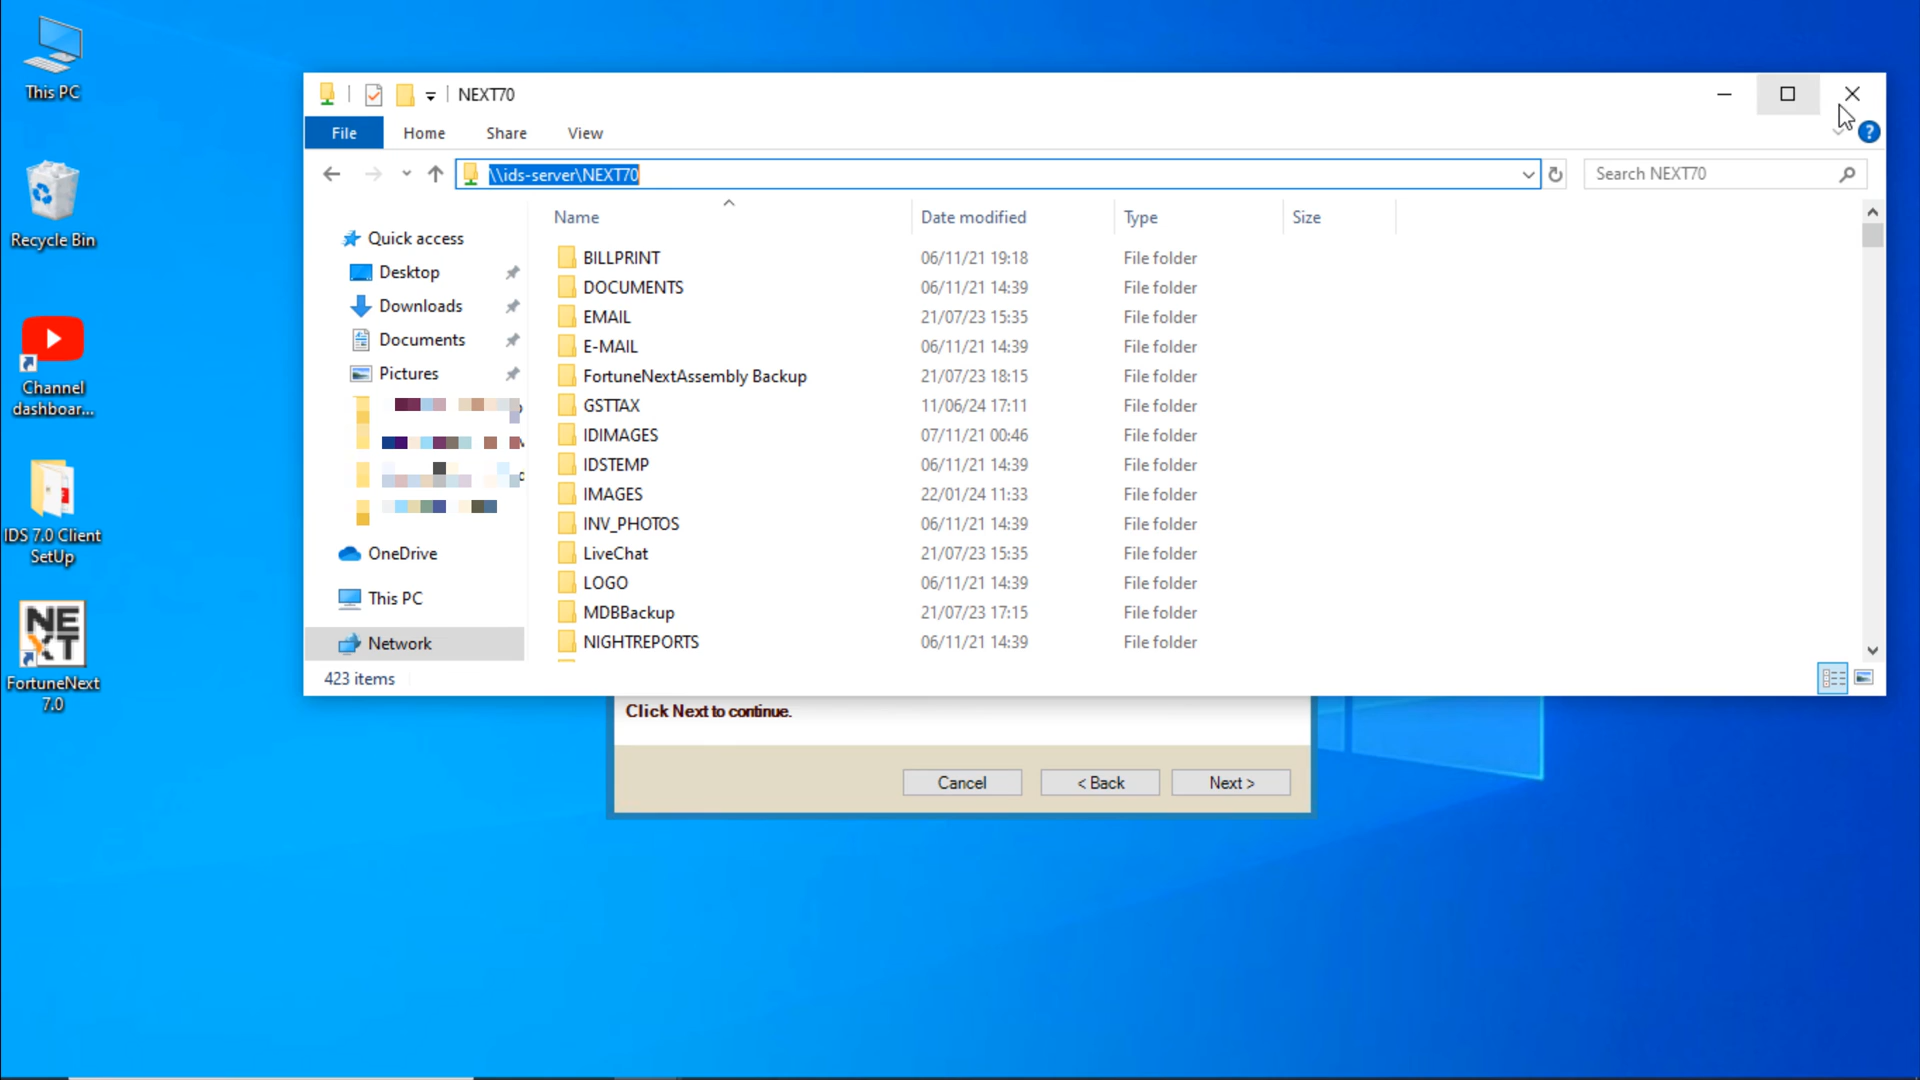 This PC
Recycle Bin
Channel
dashboar...
IDS 7.0 Client
SetUp
NEXT
FortuneNext
7.0
NEXT70
File Home Share View
\\ids-server\NEXT70
Search NEXT70
Quick access
Desktop
Downloads
Documents
Pictures
OneDrive
This PC
Network
Name Date modified Type Size
BILLPRINT 06/11/21 19:18 File folder
DOCUMENTS 06/11/21 14:39 File folder
EMAIL 21/07/23 15:35 File folder
E-MAIL 06/11/21 14:39 File folder
FortuneNextAssembly Backup 21/07/23 18:15 File folder
GSTTAX 11/06/24 17:11 File folder
IDIMAGES 07/11/21 00:46 File folder
IDSTEMP 06/11/21 14:39 File folder
IMAGES 22/01/24 11:33 File folder
INV_PHOTOS 06/11/21 14:39 File folder
LiveChat 21/07/23 15:35 File folder
LOGO 06/11/21 14:39 File folder
MDBBackup 21/07/23 17:15 File folder
NIGHTREPORTS 06/11/21 14:39 File folder
423 items
Click Next to continue.
Cancel < Back Next >